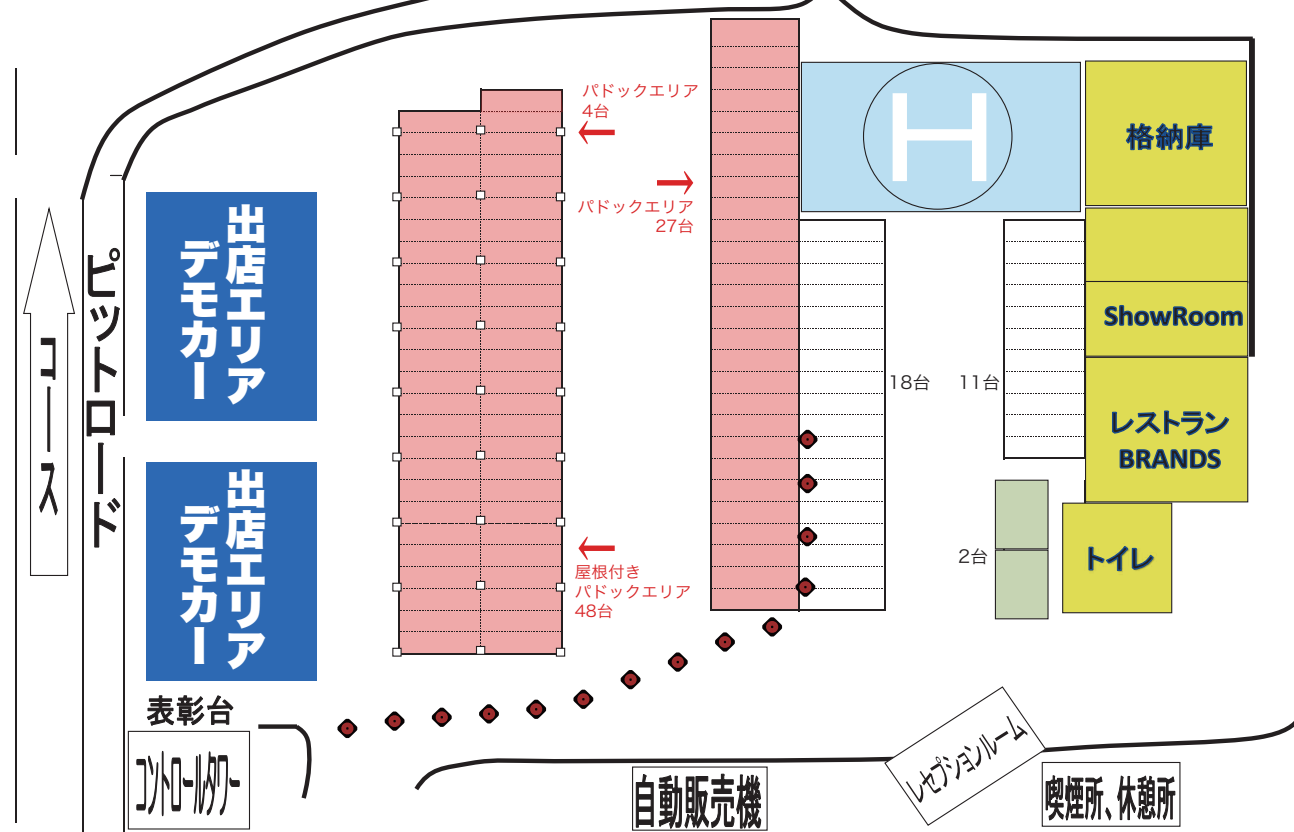 パドックエリア
4台
H
格納庫
パドックエリア
27台
出店エリア
デモカー
ピットロード
コース
ShowRoom
18台
11台
レストラン
BRANDS
出店エリア
デモカー
2台
トイレ
屋根付き
パドックエリア
48台
表彰台
コントロールタワー
自動販売機
レセプションルーム
喫煙所、休憩所